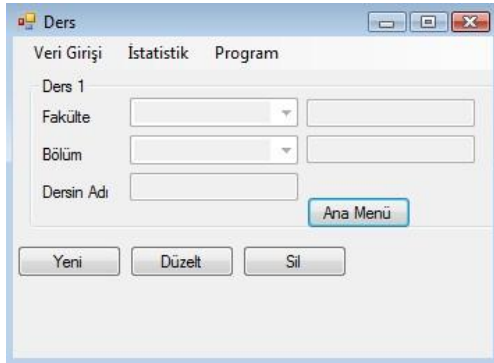 Ders
Veri Girişi İstatistik Program
Ders 1
Fakülte
Bölüm
Dersin Adı
Ana Menü
Yeni Düzelt Sil